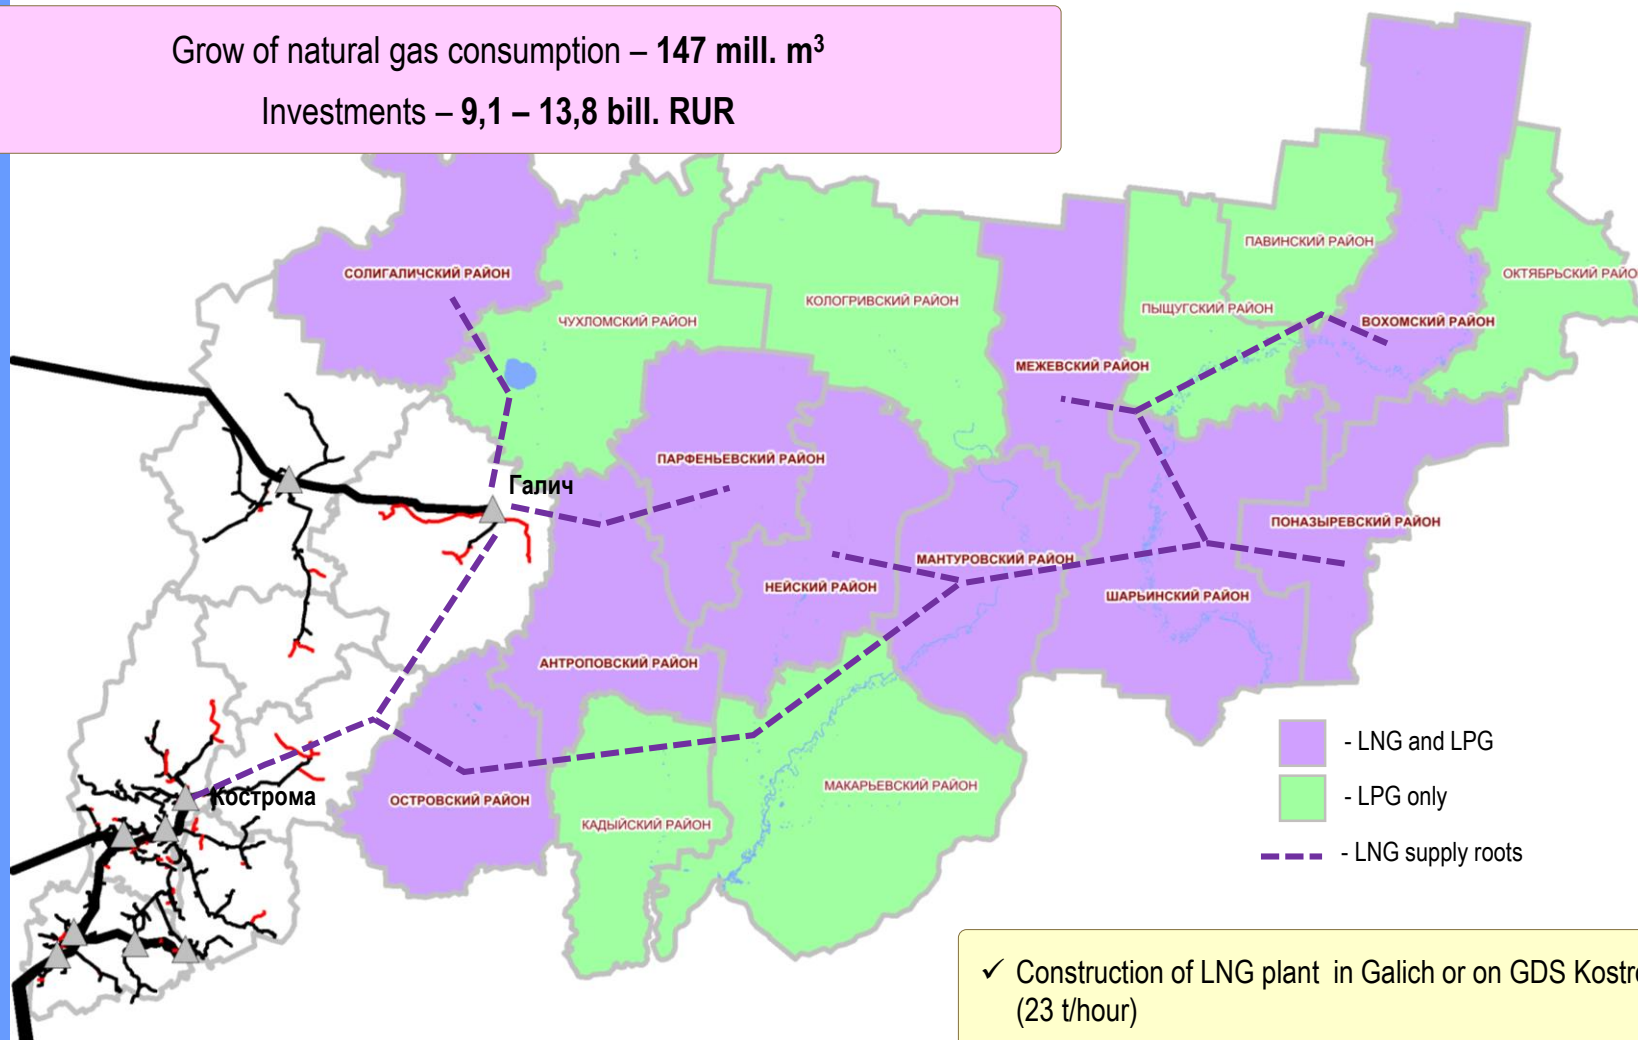 Grow of natural gas consumption – 147 mill. m³
Investments – 9,1 – 13,8 bill. RUR
СОЛИГАЛИЧСКИЙ РАЙОН
ЧУХЛОМСКИЙ РАЙОН
КОЛОГРИВСКИЙ РАЙОН
МЕЖЕВСКИЙ РАЙОН
ПЫЩУГСКИЙ РАЙОН
ПАВИНСКИЙ РАЙОН
ВОХОМСКИЙ РАЙОН
ОКТЯБРЬСКИЙ РАЙО
ПАРФЕНЬЕВСКИЙ РАЙОН
Галич
ПОНАЗЫРЕВСКИЙ РАЙОН
МАНТУРОВСКИЙ РАЙОН
НЕЙСКИЙ РАЙОН
ШАРЬИНСКИЙ РАЙОН
АНТРОПОВСКИЙ РАЙОН
Кострома
ОСТРОВСКИЙ РАЙОН
КАДЫЙСКИЙ РАЙОН
МАКАРЬЕВСКИЙ РАЙОН
- LNG and LPG
- LPG only
- LNG supply roots
✓ Construction of LNG plant in Galich or on GDS Kostr
(23 t/hour)